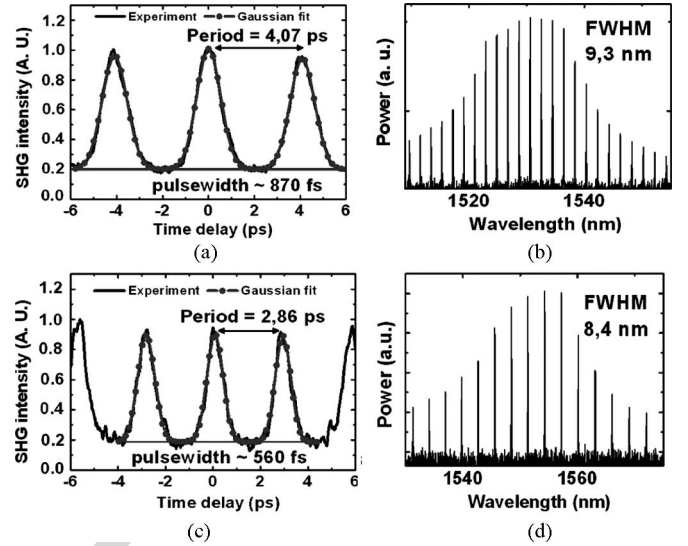 Experiment Gaussian fit
Period = 4,07 ps
SHG intensity (A. U.)
1.2
1.0
0.8
0.6
0.4
0.2
0.0
pulsewidth ~ 870 fs
-6 -4 -2 0 2 4 6
Time delay (ps)
(a)
FWHM
9,3 nm
Power (a. u.)
1520 1540
Wavelength (nm)
(b)
Experiment Gaussian fit
Period = 2,86 ps
SHG intensity (A. U.)
1.2
1.0
0.8
0.6
0.4
0.2
0.0
pulsewidth ~ 560 fs
-6 -4 -2 0 2 4 6
Time delay (ps)
(c)
FWHM
8,4 nm
Power (a.u.)
1540 1560
Wavelength (nm)
(d)